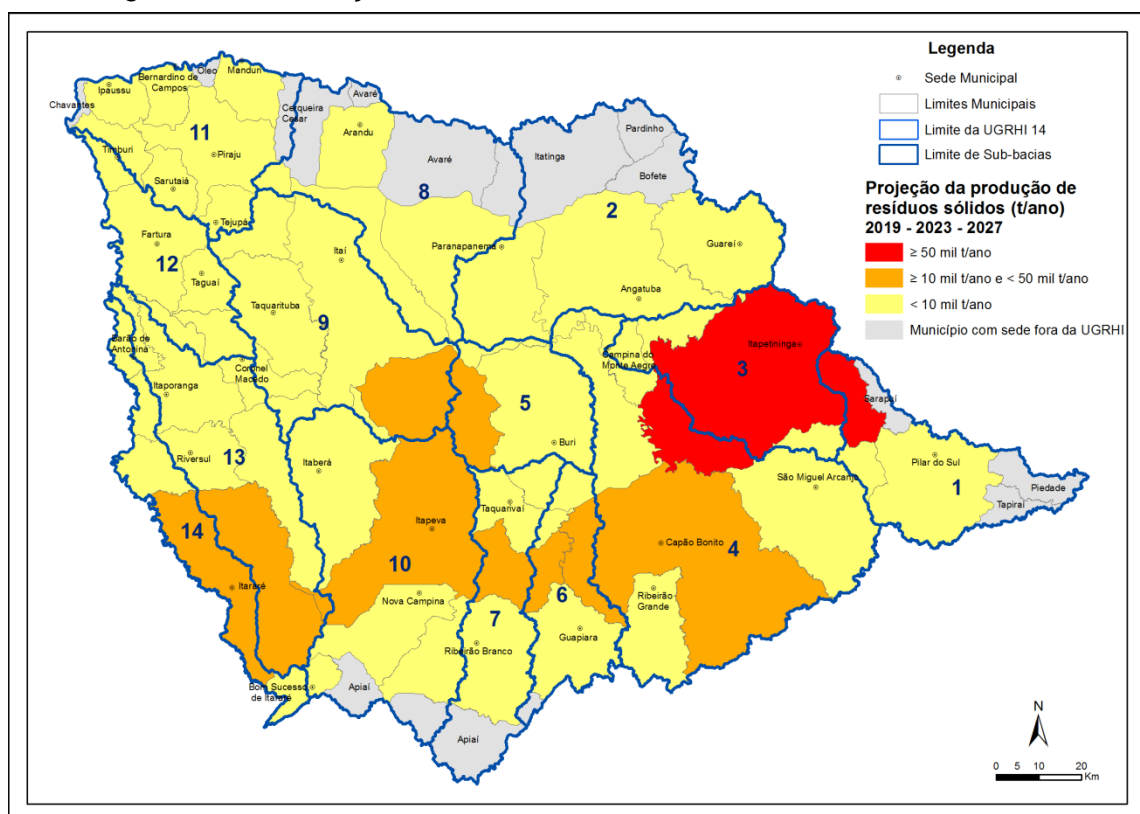 Legenda
Sede Municipal
Limites Municipais
Limite da UGRHI 14
Limite de Sub-bacias
Projeção da produção de
resíduos sólidos (t/ano)
2019 - 2023 - 2027
≥ 50 mil t/ano
≥ 10 mil t/ano e < 50 mil t/ano
< 10 mil t/ano
Município com sede fora da UGRHI
Chavantes
Ipaussu
Bernardino de
Campos
Óleo
Manduri
Cerqueira
Cesar
Avaré
Arandu
11
Timburi
Piraju
Sarutaiá
Tejupá
Avaré
8
Itatinga
Pardinho
Bofete
2
Fartura
12
Taguaí
Itaí
Paranapanema
Guareí
Angatuba
Taquarituba
9
Barão de
Antonina
Coronel
Macedo
Itaporanga
Campina do
Monte Alegre
Itapetininga
3
Sarapuí
5
Buri
Riversul
13
Itaberá
Pilar do Sul
1
Piedade
Tapiraí
São Miguel Arcanjo
Taquarivaí
Itapeva
14
Itararé
10
Capão Bonito
4
Nova Campina
7
6
Ribeirão
Grande
Ribeirão Branco
Guapiara
Bom Sucesso
de Itararé
Apiaí
Apiaí
N
0 5 10 20
Km